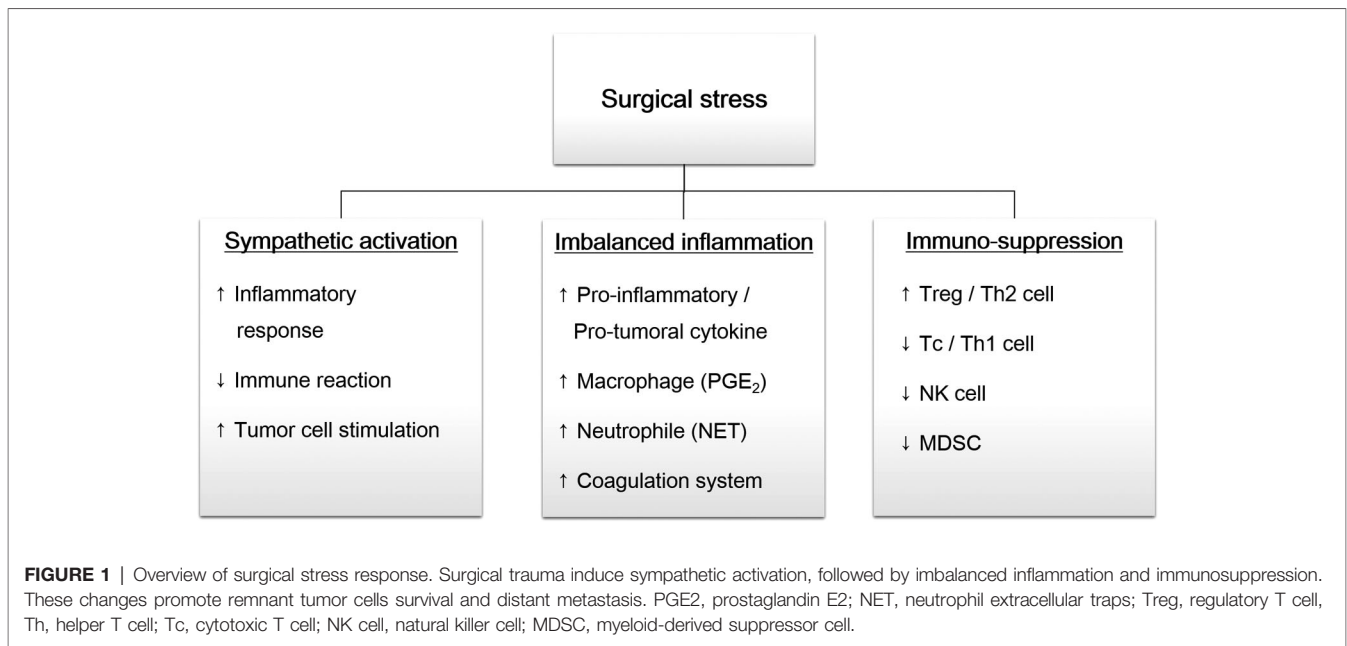 Surgical stress
Sympathetic activation
↑ Inflammatory
response
↓ Immune reaction
↑ Tumor cell stimulation
Imbalanced inflammation
↑ Pro-inflammatory /
Pro-tumoral cytokine
↑ Macrophage (PGE₂)
↑ Neutrophile (NET)
↑ Coagulation system
Immuno-suppression
↑ Treg / Th2 cell
↓ Tc / Th1 cell
↓ NK cell
↓ MDSC
FIGURE 1 | Overview of surgical stress response. Surgical trauma induce sympathetic activation, followed by imbalanced inflammation and immunosuppression.
These changes promote remnant tumor cells survival and distant metastasis. PGE2, prostaglandin E2; NET, neutrophil extracellular traps; Treg, regulatory T cell,
Th, helper T cell; Tc, cytotoxic T cell; NK cell, natural killer cell; MDSC, myeloid-derived suppressor cell.